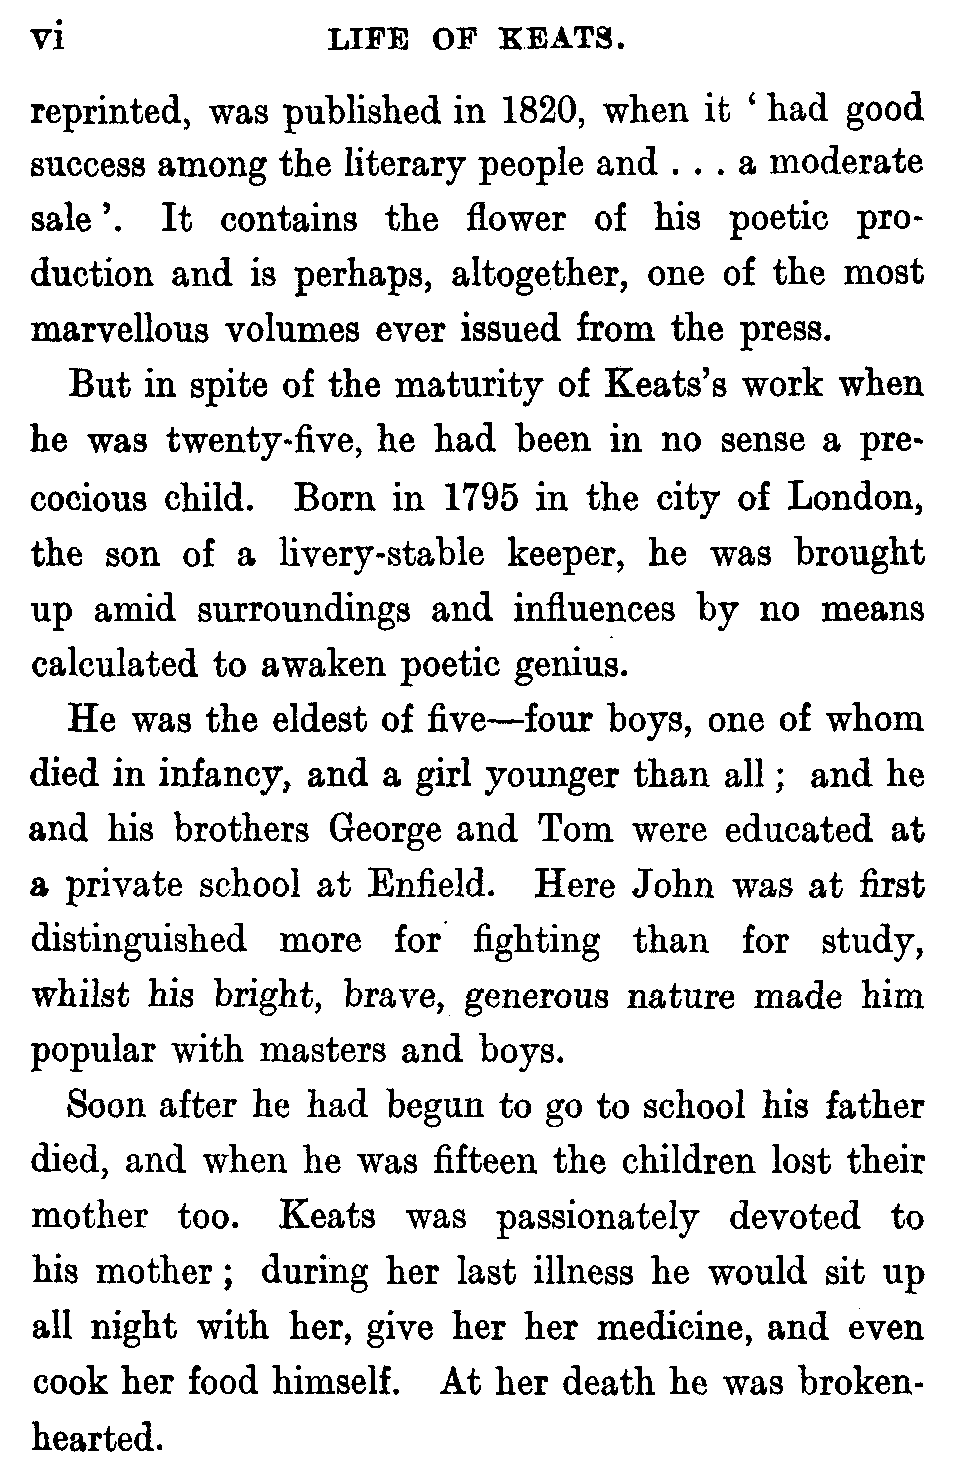 vi LIFE OF KEATS.
reprinted, was published in 1820, when it ‘ had good
success among the literary people and . . . a moderate
sale ’. It contains the flower of his poetic pro-
duction and is perhaps, altogether, one of the most
marvellous volumes ever issued from the press.
But in spite of the maturity of Keats’s work when
he was twenty-five, he had been in no sense a pre-
cocious child. Born in 1795 in the city of London,
the son of a livery-stable keeper, he was brought
up amid surroundings and influences by no means
calculated to awaken poetic genius.
He was the eldest of five—four boys, one of whom
died in infancy, and a girl younger than all ; and he
and his brothers George and Tom were educated at
a private school at Enfield. Here John was at first
distinguished more for fighting than for study,
whilst his bright, brave, generous nature made him
popular with masters and boys.
Soon after he had begun to go to school his father
died, and when he was fifteen the children lost their
mother too. Keats was passionately devoted to
his mother ; during her last illness he would sit up
all night with her, give her her medicine, and even
cook her food himself. At her death he was broken-
hearted.